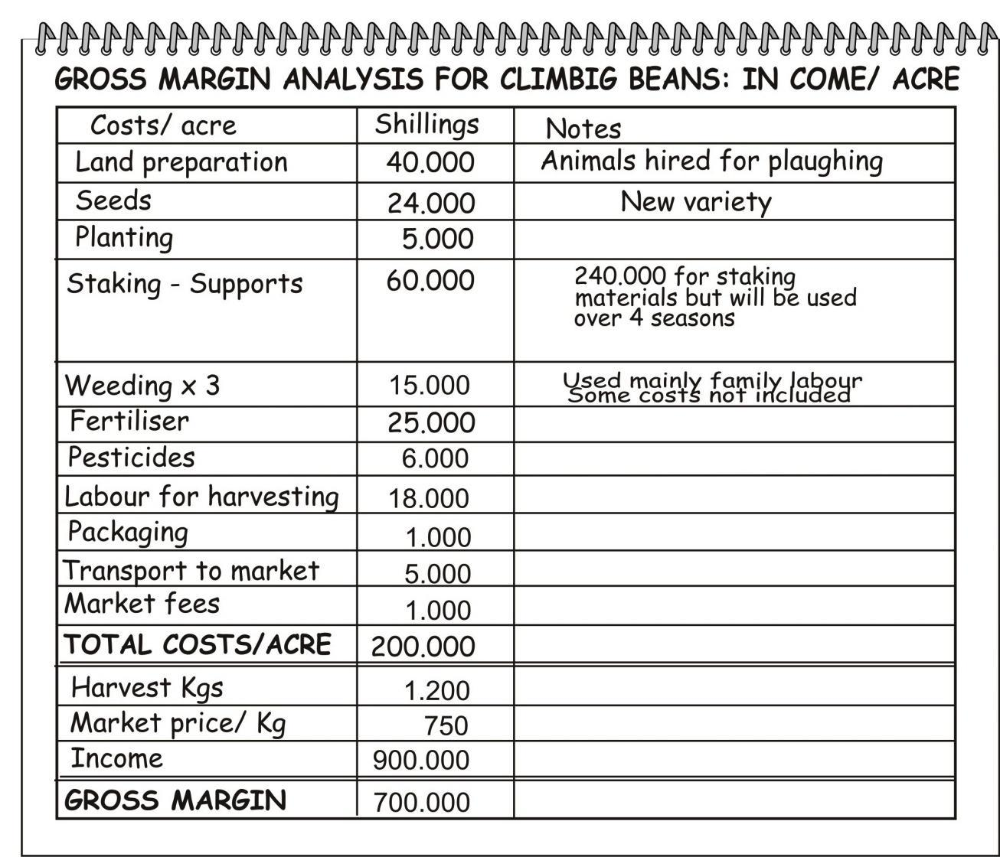 GROSS MARGIN ANALYSIS FOR CLIMBIG BEANS: IN COME/ ACRE
Costs/ acre Shillings Notes
Land preparation 40.000 Animals hired for plaughing
Seeds 24.000 New variety
Planting 5.000
Staking - Supports 60.000 240.000 for staking
materials but will be used
over 4 seasons
Weeding x 3 15.000 Used mainly family labour
Some costs not included
Fertiliser 25.000
Pesticides 6.000
Labour for harvesting 18.000
Packaging 1.000
Transport to market 5.000
Market fees 1.000
TOTAL COSTS/ACRE 200.000
Harvest Kgs 1.200
Market price/ Kg 750
Income 900.000
GROSS MARGIN 700.000